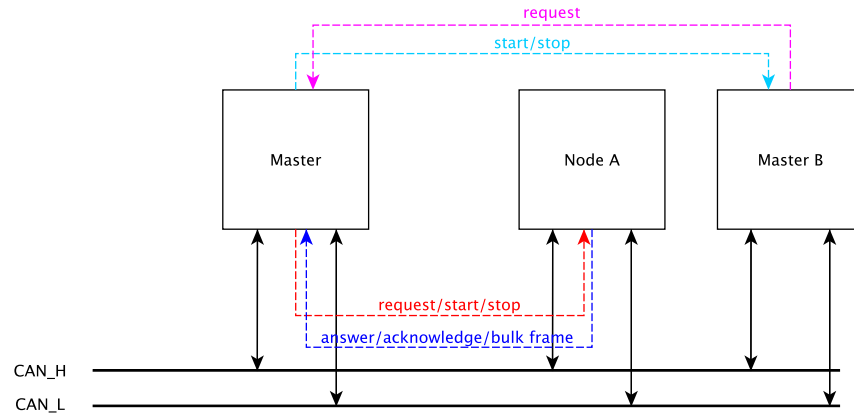 request
start/stop
Master
Node A
Master B
request/start/stop
answer/acknowledge/bulk frame
CAN_H
CAN_L